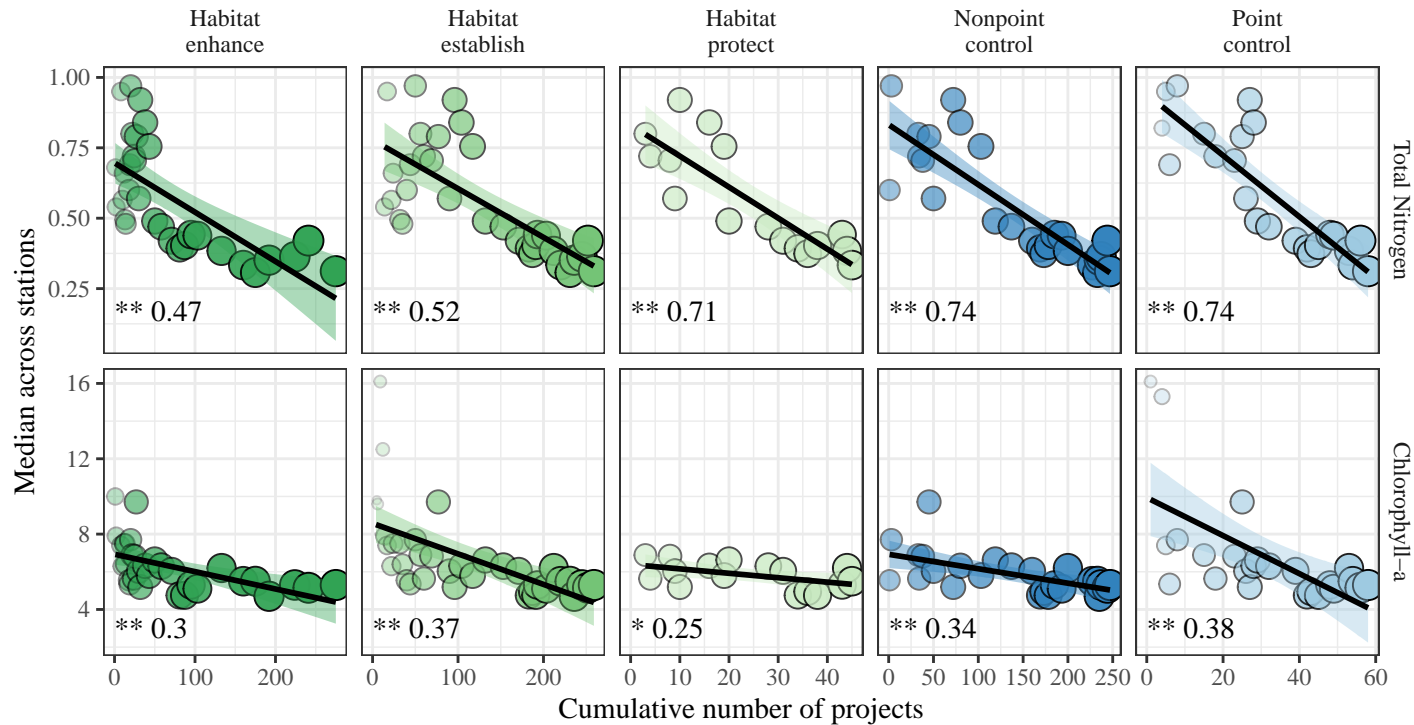 Habitat
enhance
Habitat
establish
Habitat
protect
Nonpoint
control
Point
control
Median across stations
1.00
0.75
0.50
0.25
** 0.47
** 0.52
** 0.71
** 0.74
** 0.74
Total Nitrogen
16
12
8
4
** 0.3
** 0.37
* 0.25
** 0.34
** 0.38
Chlorophyll−a
0 100 200
0 100 200
0 10 20 30 40
0 50 100 150 200 250
0 20 40 60
Cumulative number of projects